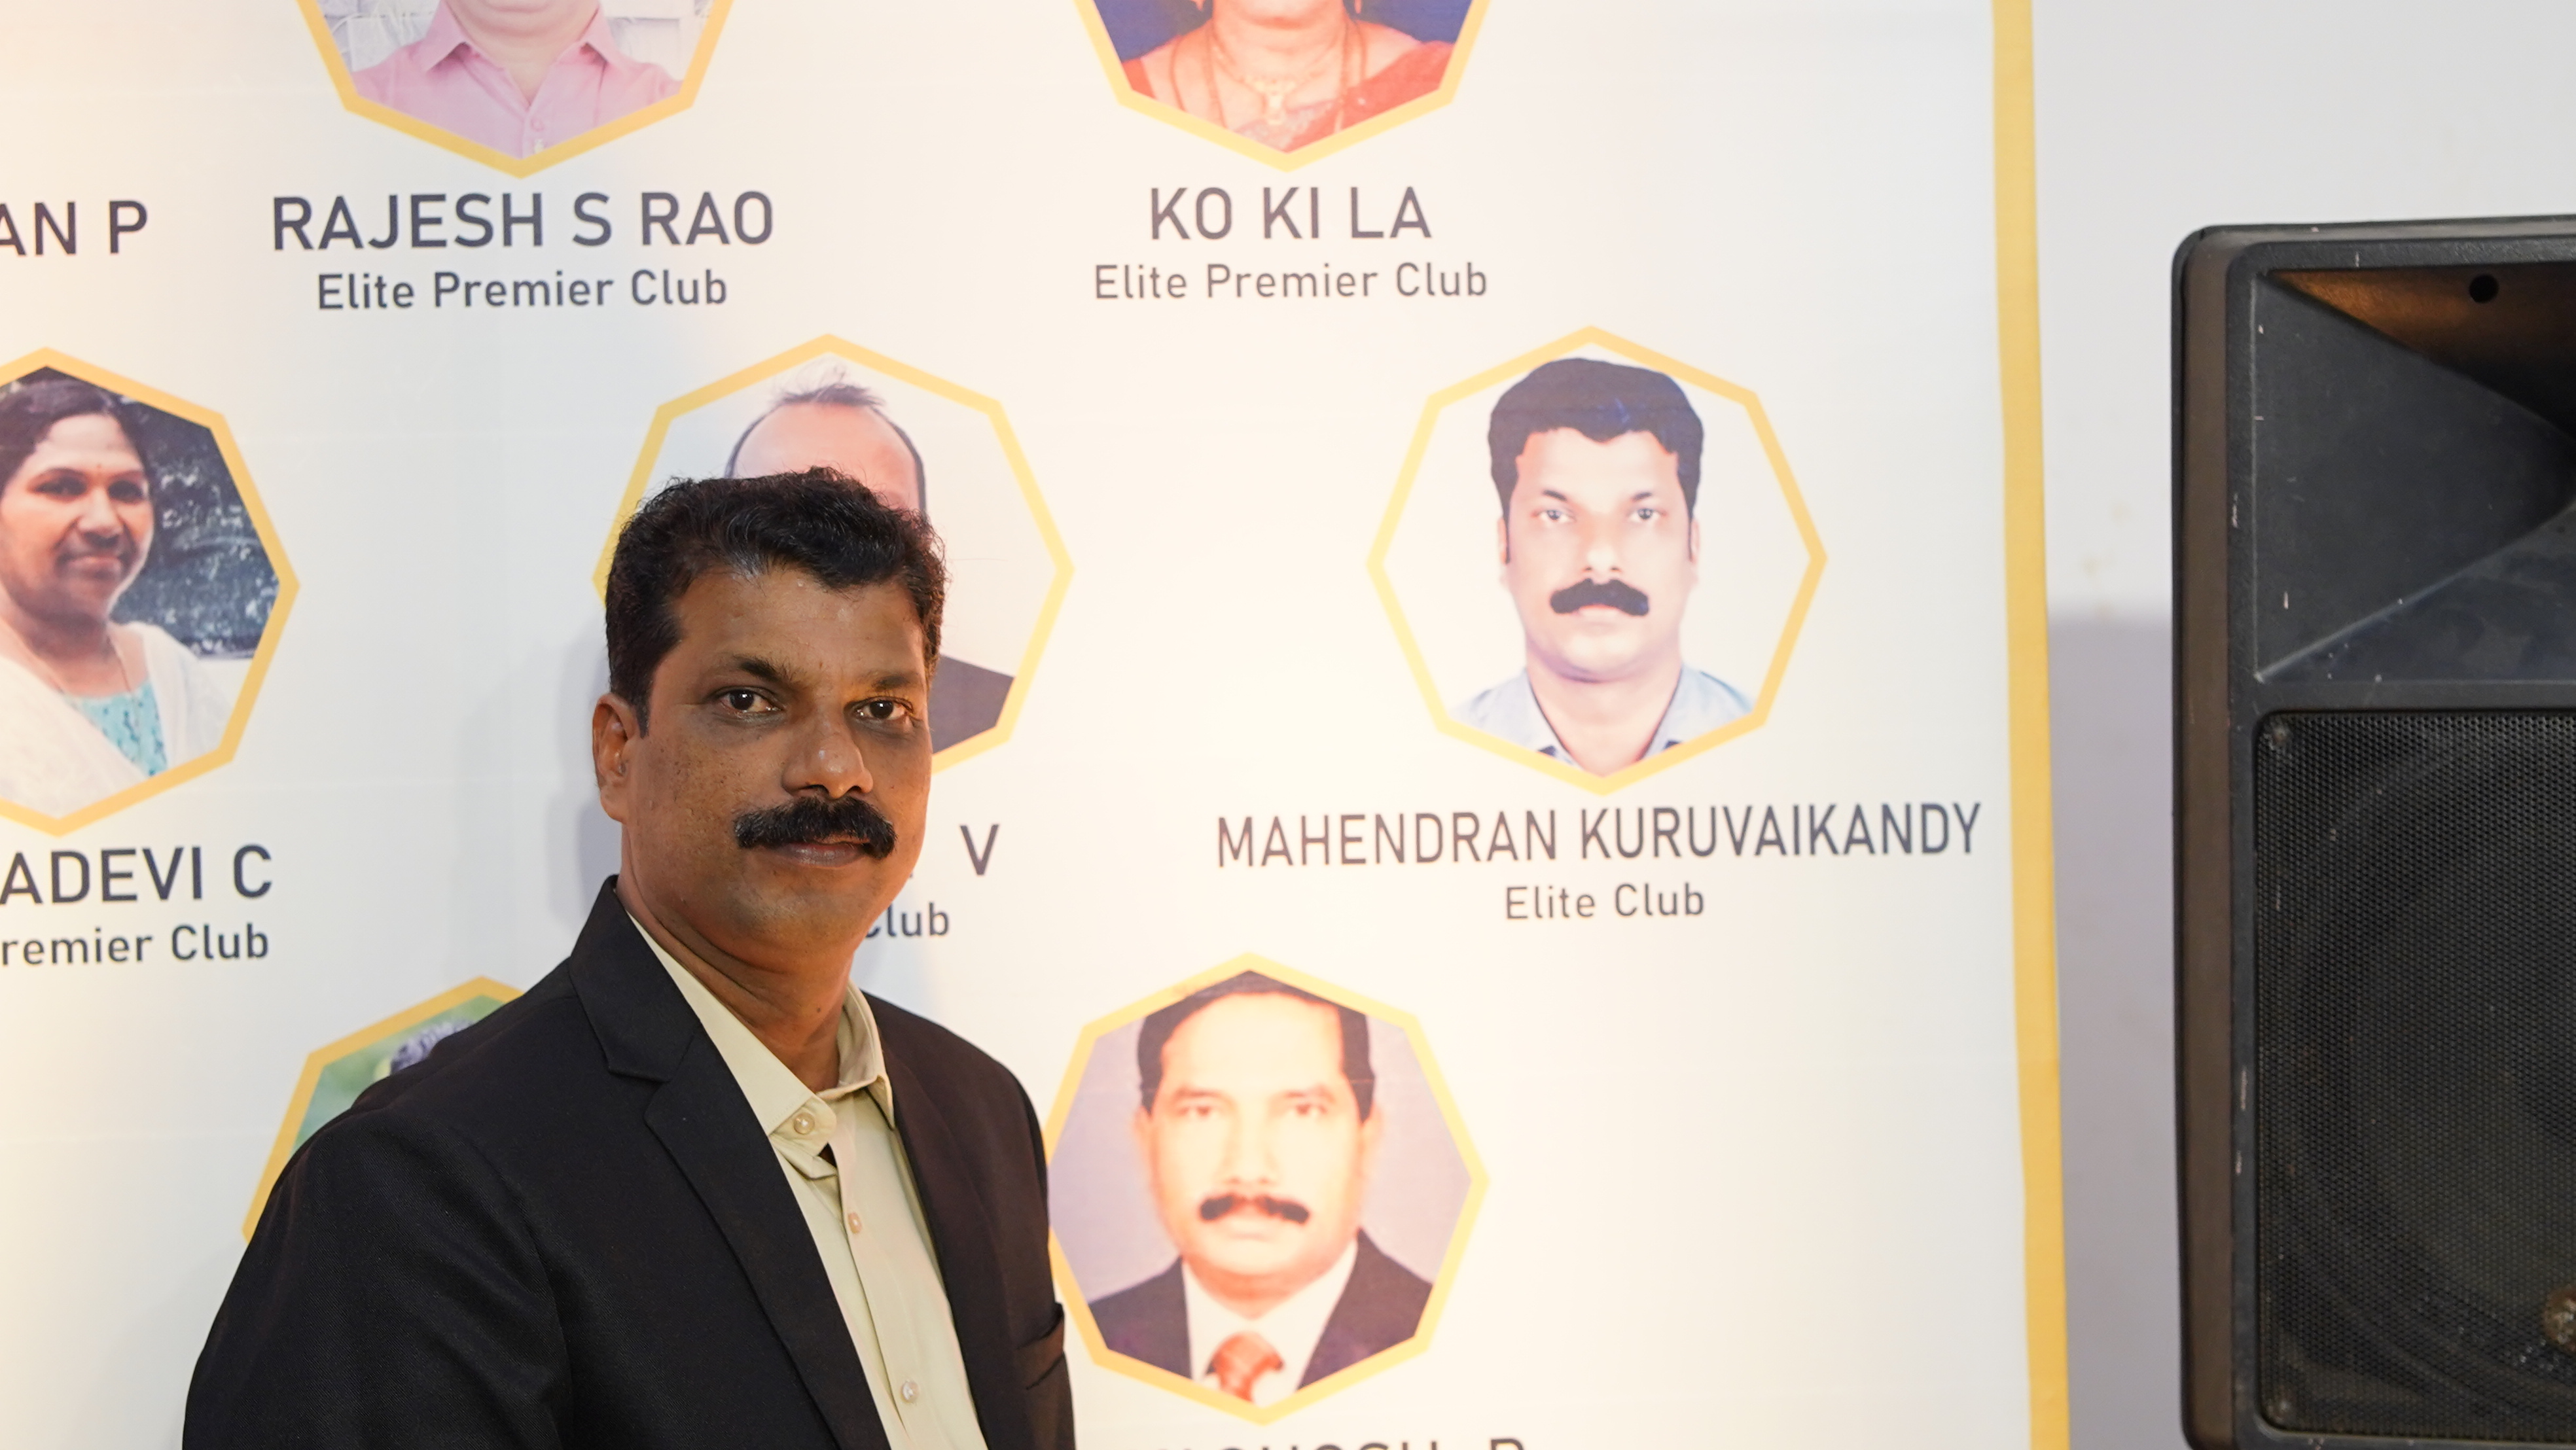 AN P
RAJESH S RAO
Elite Premier Club
KO KI LA
Elite Premier Club
ADEVI C
remier Club
V
Club
MAHENDRAN KURUVAIKANDY
Elite Club